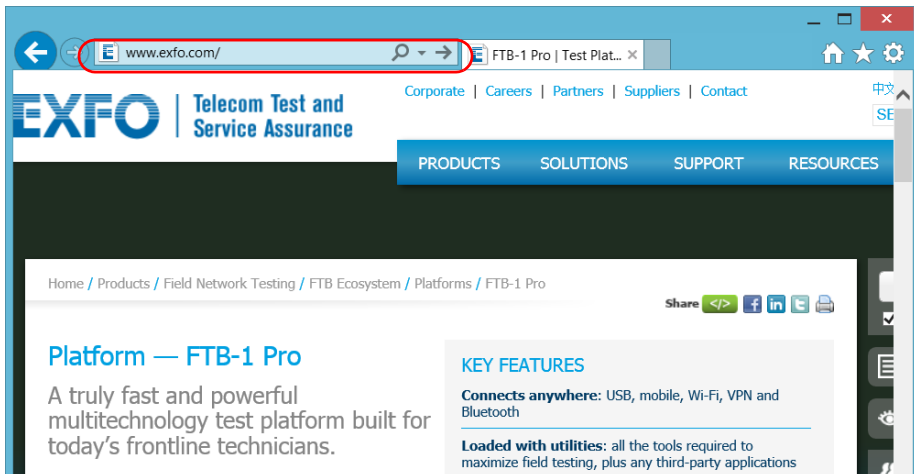 www.exfo.com/
FTB-1 Pro | Test Plat...
EXFO
Telecom Test and
Service Assurance
Corporate | Careers | Partners | Suppliers | Contact
中文
PRODUCTS SOLUTIONS SUPPORT RESOURCES
Home / Products / Field Network Testing / FTB Ecosystem / Platforms / FTB-1 Pro
Share
Platform — FTB-1 Pro
A truly fast and powerful
multitechnology test platform built for
today's frontline technicians.
KEY FEATURES
Connects anywhere: USB, mobile, Wi-Fi, VPN and
Bluetooth
Loaded with utilities: all the tools required to
maximize field testing, plus any third-party applications